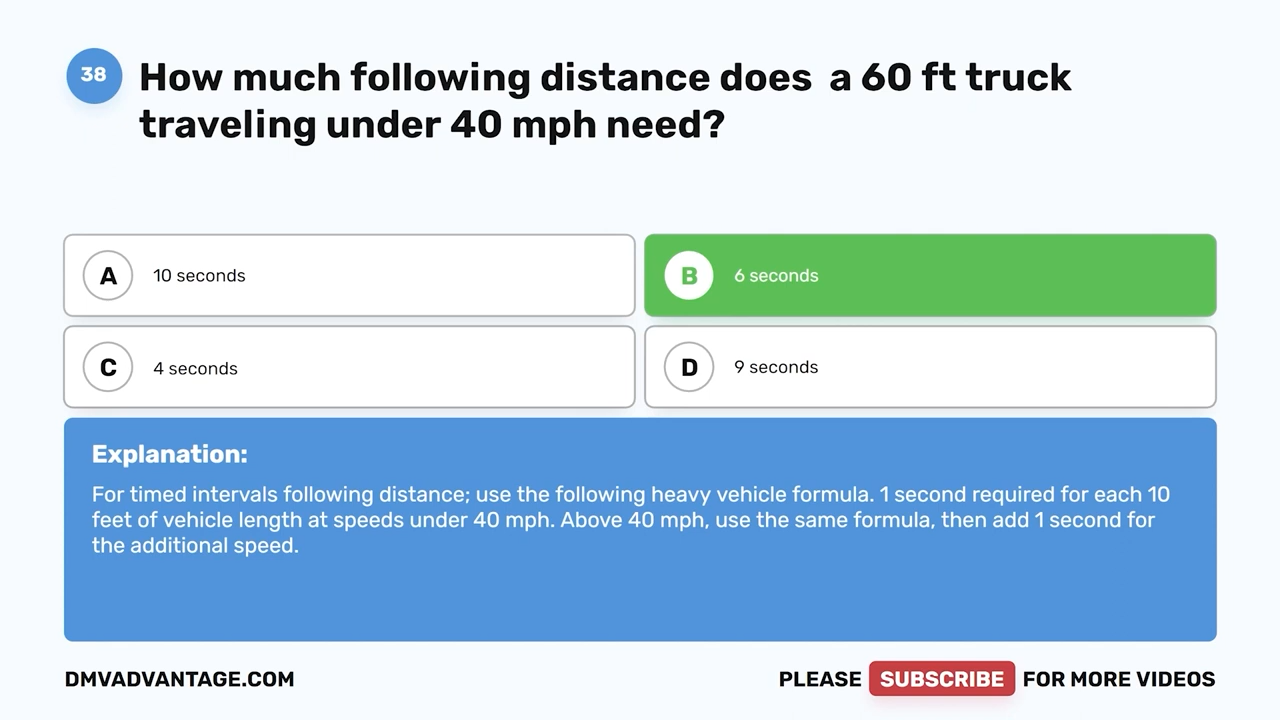 38
How much following distance does  a 60 ft truck
traveling under 40 mph need?
A 10 seconds
B 6 seconds
C 4 seconds
D 9 seconds
Explanation:
For timed intervals following distance; use the following heavy vehicle formula. 1 second required for each 10
feet of vehicle length at speeds under 40 mph. Above 40 mph, use the same formula, then add 1 second for
the additional speed.
DMVADVANTAGE.COM
PLEASE SUBSCRIBE FOR MORE VIDEOS